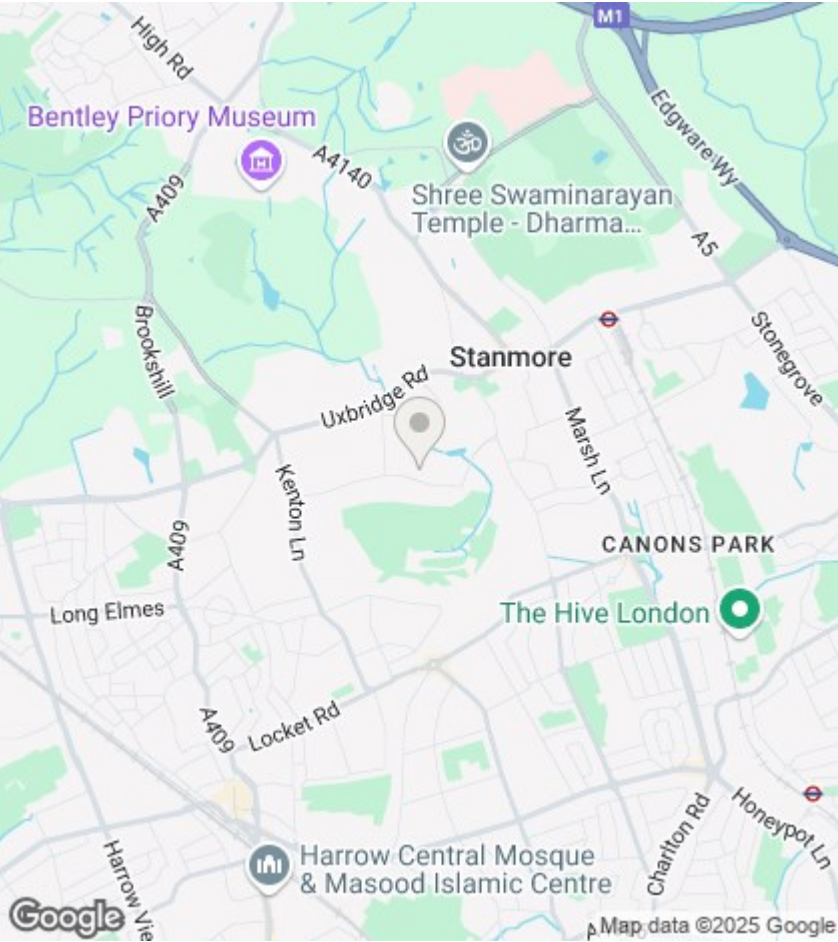 M1
High Rd
Bentley Priory Museum
A4140
Edgware Wy
A409
Shree Swaminarayan
Temple - Dharma...
A5
Brookshill
Stonegrove
Stanmore
Uxbridge Rd
Marsh Ln
Kenton Ln
A409
CANONS PARK
Long Elmes
The Hive London
A409
Locket Rd
Charlton Rd
Honeypot Ln
Harrow Vie
Harrow Central Mosque
& Masood Islamic Centre
Google
Map data ©2025 Google